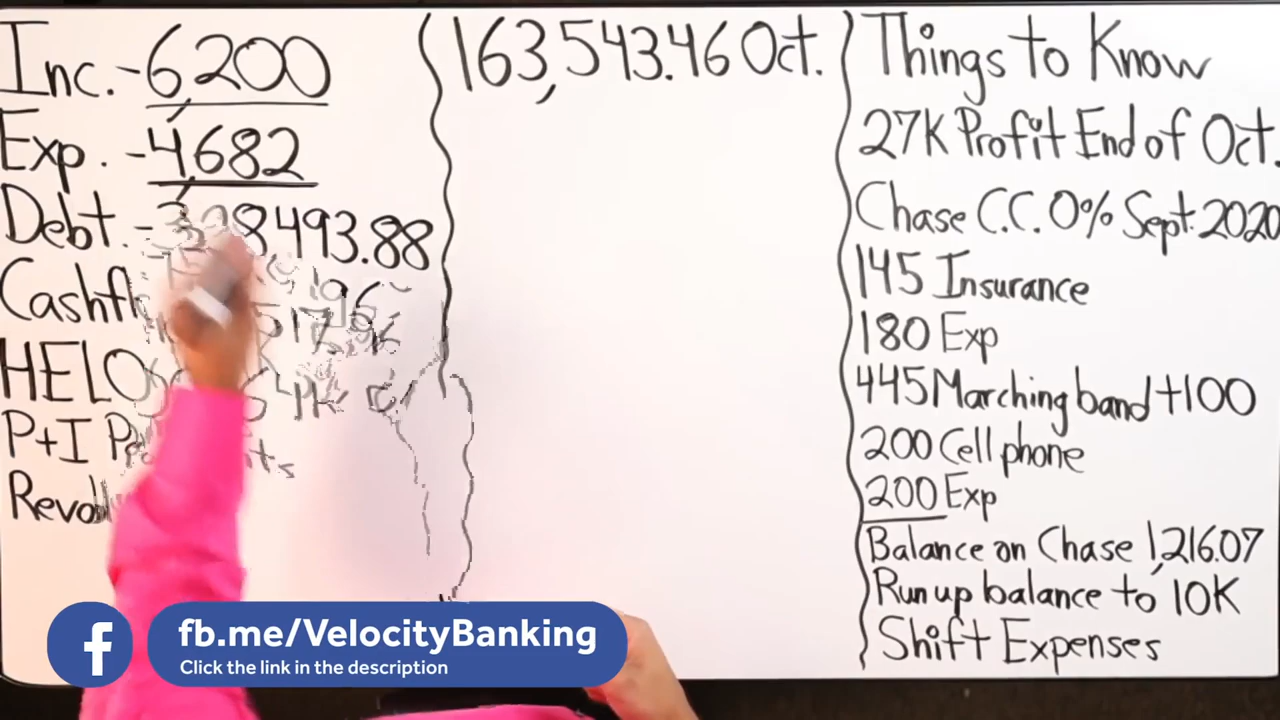 Inc. - 6,200
Exp. - 4,682
Debt. - 328493.88
Cashfl
HELO
P+I
Revol
163,543.46 Oct.
Things to Know
27K Profit End of Oct.
Chase C.C. 0% Sept. 2020
145 Insurance
180 Exp
445 Marching band +100
200 Cell phone
200 Exp
Balance on Chase 1,216.07
Run up balance to 10K
Shift Expenses
f fb.me/VelocityBanking
Click the link in the description